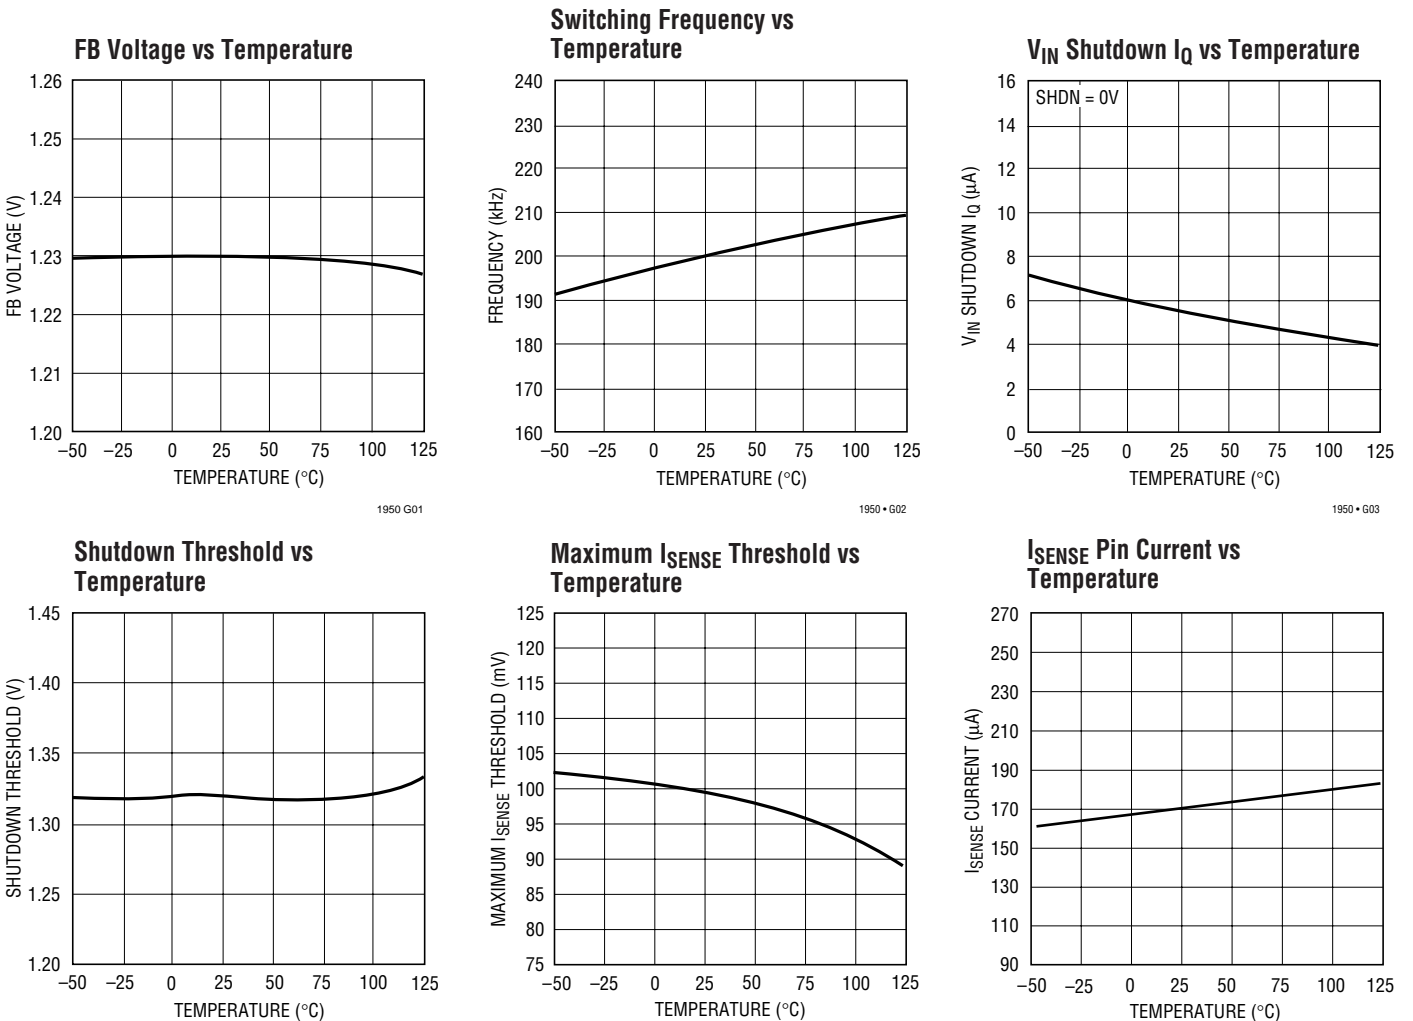 FB Voltage vs Temperature
1.26
1.25
1.24
1.23
1.22
1.21
1.20
FB VOLTAGE (V)
–50 –25 0 25 50 75 100 125
TEMPERATURE (°C)
1950 G01
Switching Frequency vs
Temperature
240
230
220
210
200
190
180
170
160
FREQUENCY (kHz)
–50 –25 0 25 50 75 100 125
TEMPERATURE (°C)
1950 • G02
VIN Shutdown IQ vs Temperature
SHDN = 0V
16
14
12
10
8
6
4
2
0
VIN SHUTDOWN IQ (µA)
–50 –25 0 25 50 75 100 125
TEMPERATURE (°C)
1950 • G03
Shutdown Threshold vs
Temperature
1.45
1.40
1.35
1.30
1.25
1.20
SHUTDOWN THRESHOLD (V)
–50 –25 0 25 50 75 100 125
TEMPERATURE (°C)
Maximum ISENSE Threshold vs
Temperature
125
120
115
110
105
100
95
90
85
80
75
MAXIMUM ISENSE THRESHOLD (mV)
–50 –25 0 25 50 75 100 125
TEMPERATURE (°C)
ISENSE Pin Current vs
Temperature
270
250
230
210
190
170
150
130
110
90
ISENSE CURRENT (µA)
–50 –25 0 25 50 75 100 125
TEMPERATURE (°C)